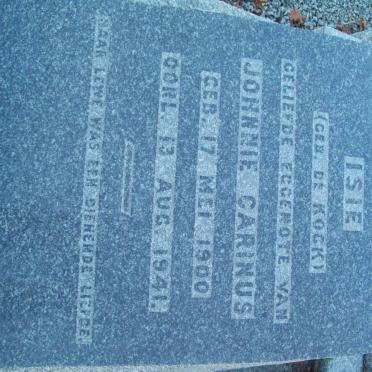 ISIE
(GEB. DE KOCK)
GELIEFDE EGGENOTE VAN
JOHNNIE CARINUS
GEB. 17 MEI 1900
OORL. 13 AUG. 1941.
HAAR LEWE WAS EEN DIENENDE LIEFDE.